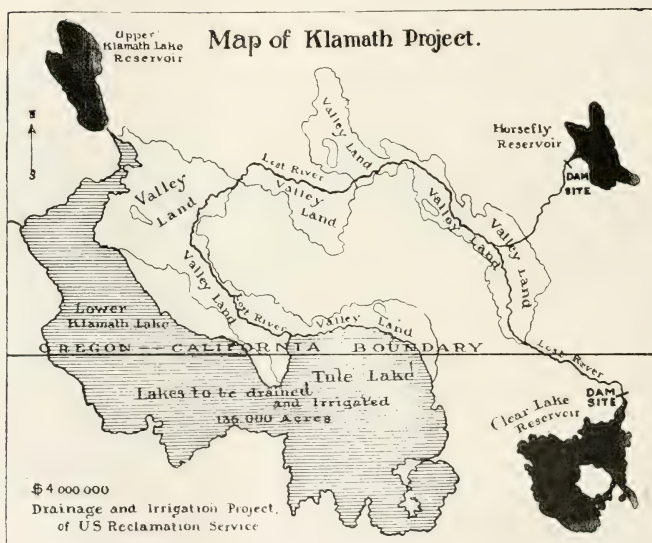 Map of Klamath Project.
Upper
Klamath Lake
Reservoir
N
S
Horsefly
Reservoir
DAM
SITE
Valley
Land
Lost River
Valley Land
Valley
Land
Valley Land
Valley Land
Valley Land
Lost River
Valley Land
Lost River
Lower
Klamath Lake
OREGON — CALIFORNIA BOUNDARY
Tule Lake
Lakes to be drained
and Irrigated
136.000 Acres
DAM
SITE
Clear Lake
Reservoir
$4 000 000
Drainage and Irrigation Project,
of US Reclamation Service